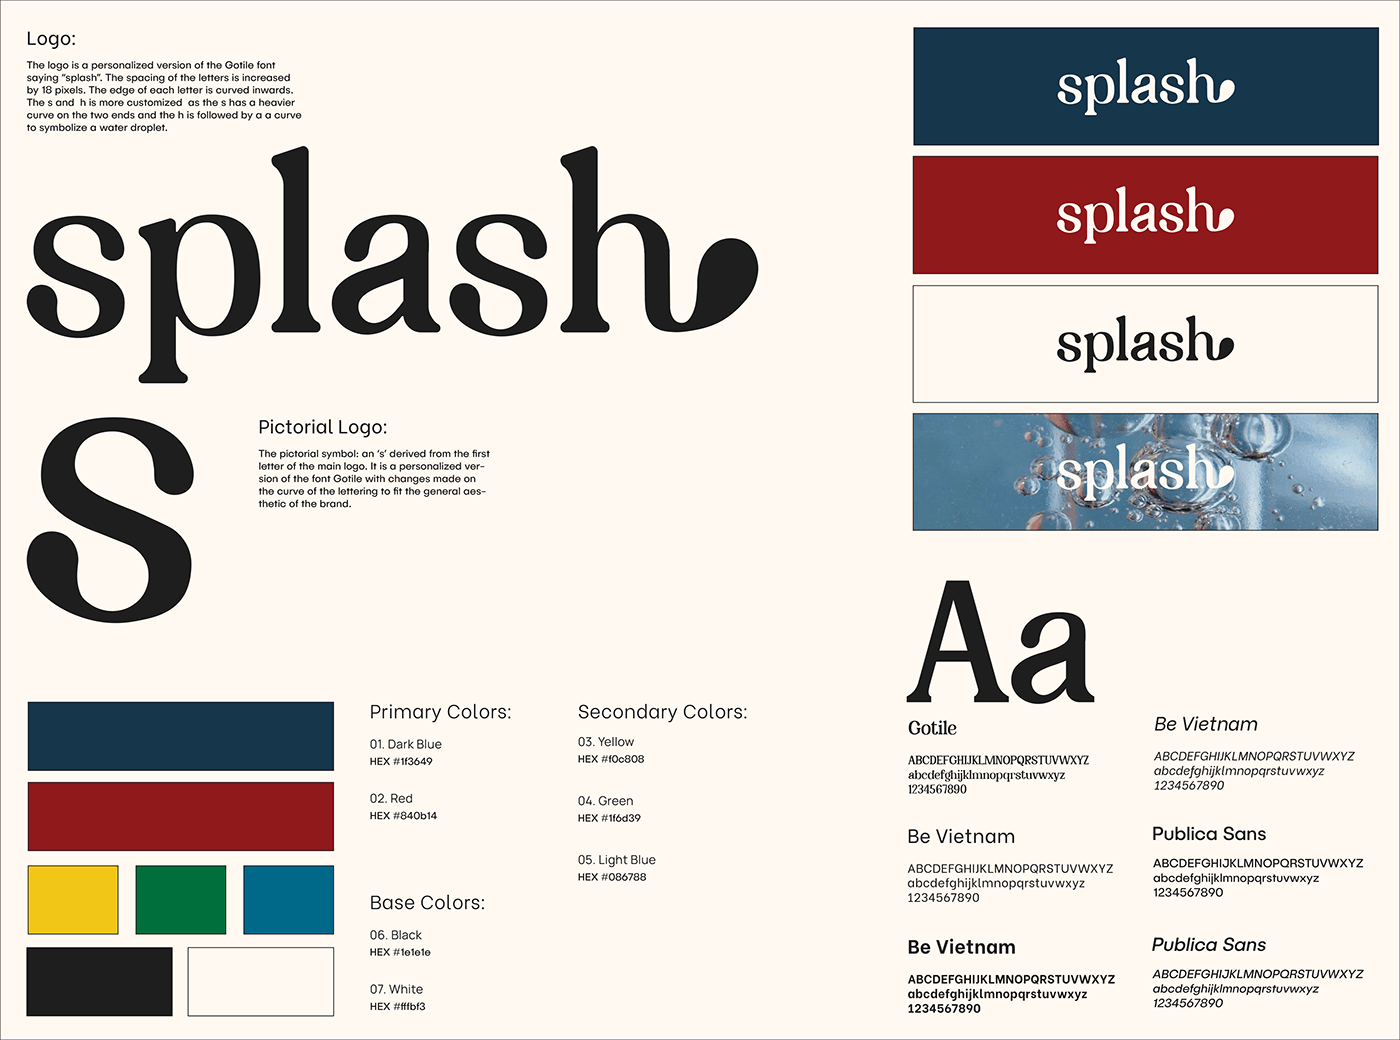 Logo:
The logo is a personalized version of the Gotile font
saying “splash”. The spacing of the letters is increased
by 18 pixels. The edge of each letter is curved inwards.
The s and  h is more customized  as the s has a heavier
curve on the two ends and the h is followed by a a curve
to symbolize a water droplet.
splash
S
Pictorial Logo:
The pictorial symbol: an ‘s’ derived from the first
letter of the main logo. It is a personalized ver-
sion of the font Gotile with changes made on
the curve of the lettering to fit the general aes-
thetic of the brand.
splash
splash
splash
splash
Primary Colors:
01. Dark Blue
HEX #1f3649
02. Red
HEX #840b14
Secondary Colors:
03. Yellow
HEX #f0c808
04. Green
HEX #1f6d39
05. Light Blue
HEX #086788
Base Colors:
06. Black
HEX #1e1e1e
07. White
HEX #fffbf3
Aa
Gotile
ABCDEFGHIJKLMNOPQRSTUVWXYZ
abcdefghijklmnopqrstuvwxyz
1234567890
Be Vietnam
ABCDEFGHIJKLMNOPQRSTUVWXYZ
abcdefghijklmnopqrstuvwxyz
1234567890
Be Vietnam
ABCDEFGHIJKLMNOPQRSTUVWXYZ
abcdefghijklmnopqrstuvwxyz
1234567890
Be Vietnam
ABCDEFGHIJKLMNOPQRSTUVWXYZ
abcdefghijklmnopqrstuvwxyz
1234567890
Publica Sans
ABCDEFGHIJKLMNOPQRSTUVWXYZ
abcdefghijklmnopqrstuvwxyz
1234567890
Publica Sans
ABCDEFGHIJKLMNOPQRSTUVWXYZ
abcdefghijklmnopqrstuvwxyz
1234567890